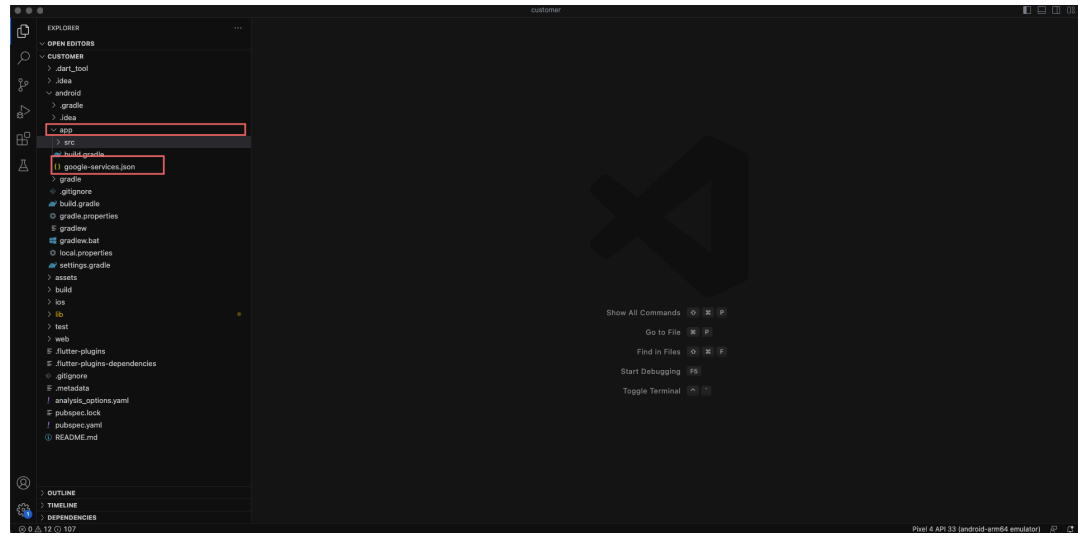 customer
EXPLORER
OPEN EDITORS
CUSTOMER
.dart_tool
.idea
android
.gradle
.idea
app
src
build.gradle
{} google-services.json
gradle
.gitignore
build.gradle
gradle.properties
gradlew
gradlew.bat
local.properties
settings.gradle
assets
build
ios
lib
test
web
.flutter-plugins
.flutter-plugins-dependencies
.gitignore
.metadata
! analysis_options.yaml
pubspec.lock
! pubspec.yaml
README.md
Show All Commands ⇧ ⌘ P
Go to File ⌘ P
Find in Files ⇧ ⌘ F
Start Debugging F5
Toggle Terminal ^ `
OUTLINE
TIMELINE
DEPENDENCIES
1
0 12 107
Pixel 4 API 33 (android-arm64 emulator)